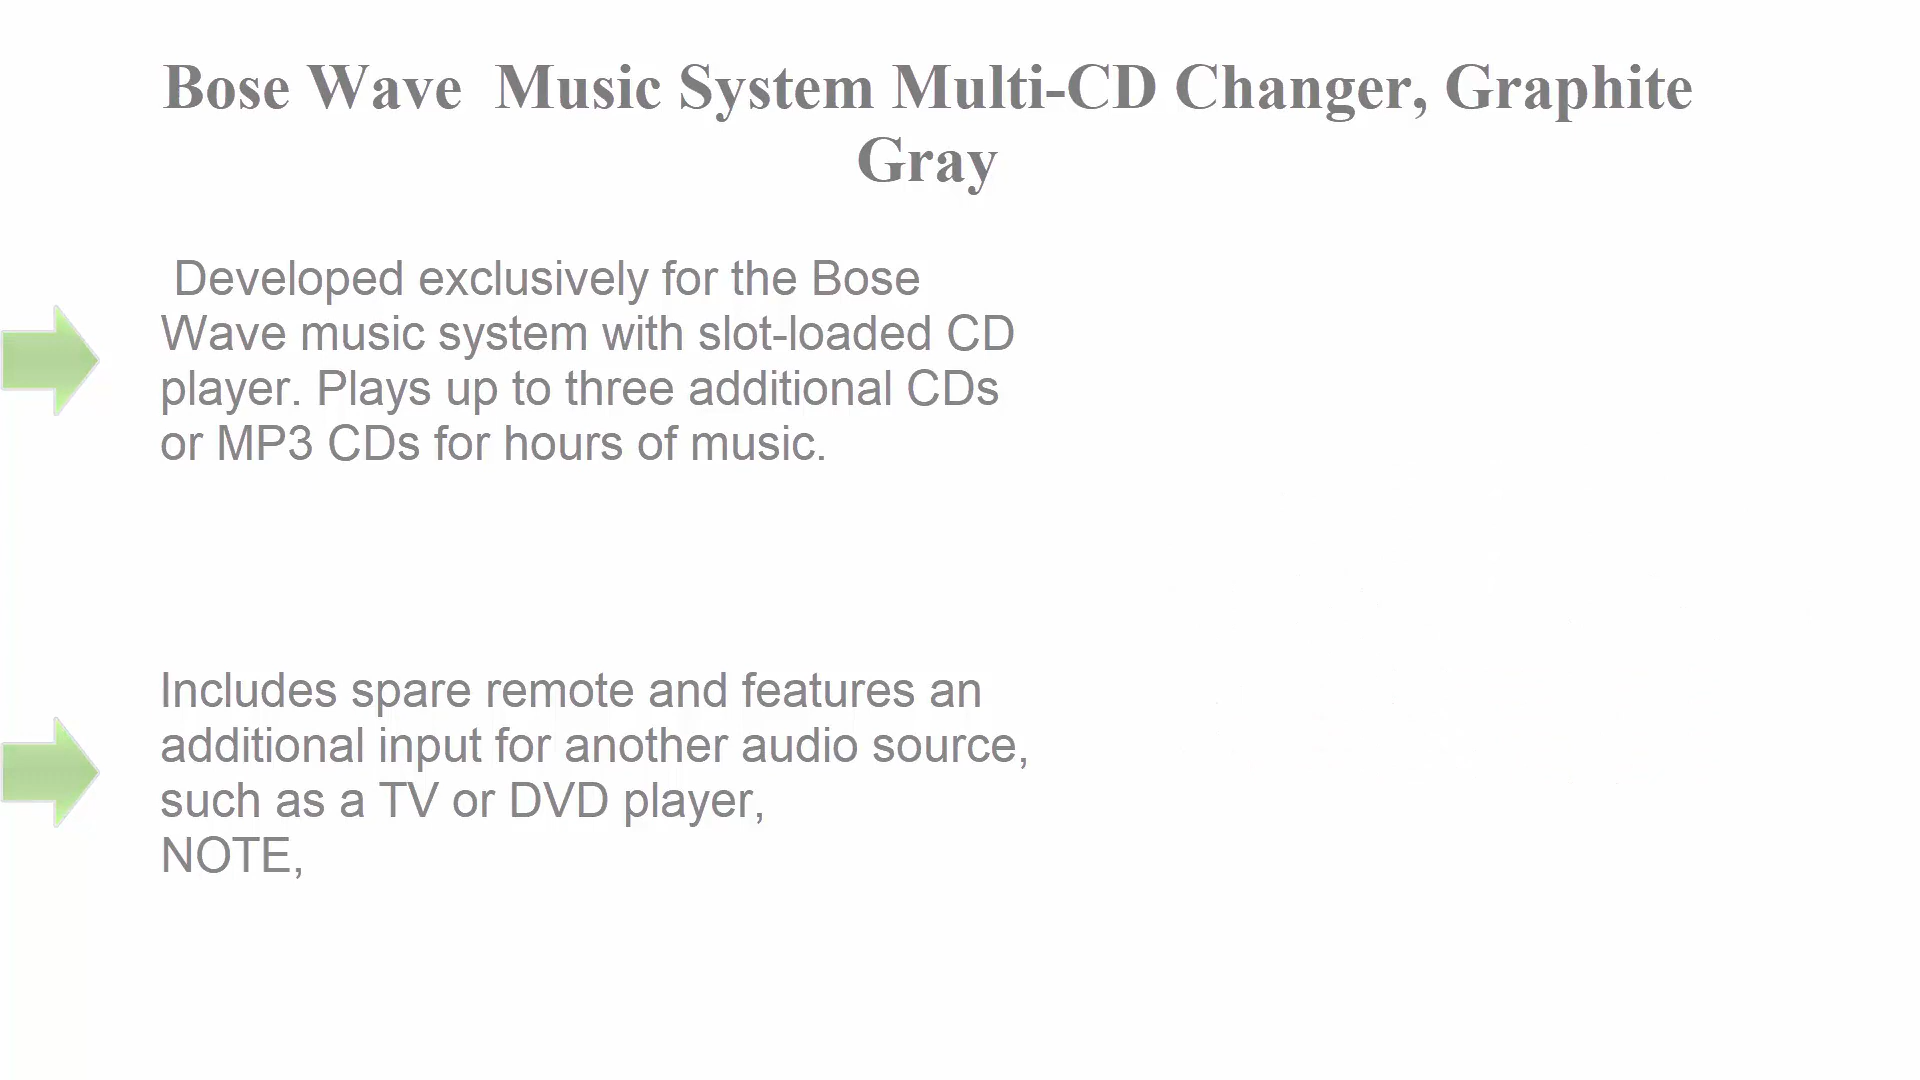 Bose Wave  Music System Multi-CD Changer, Graphite
Gray
Developed exclusively for the Bose
Wave music system with slot-loaded CD
player. Plays up to three additional CDs
or MP3 CDs for hours of music.
Includes spare remote and features an
additional input for another audio source,
such as a TV or DVD player,
NOTE,